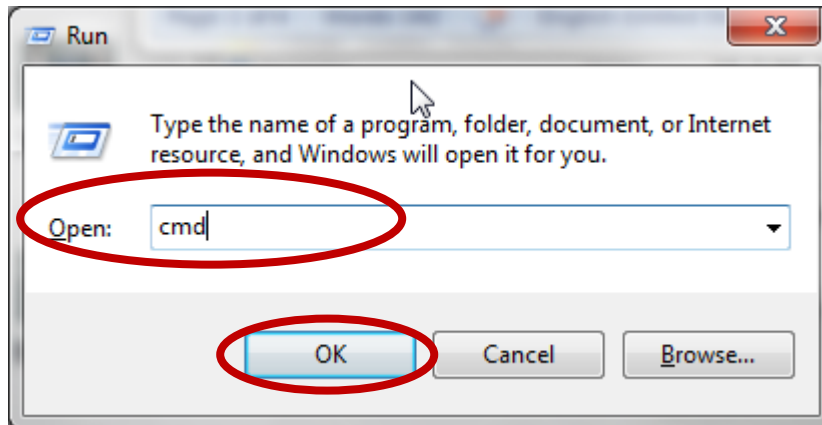 Run
Type the name of a program, folder, document, or Internet
resource, and Windows will open it for you.
Open: cmd
OK Cancel Browse...